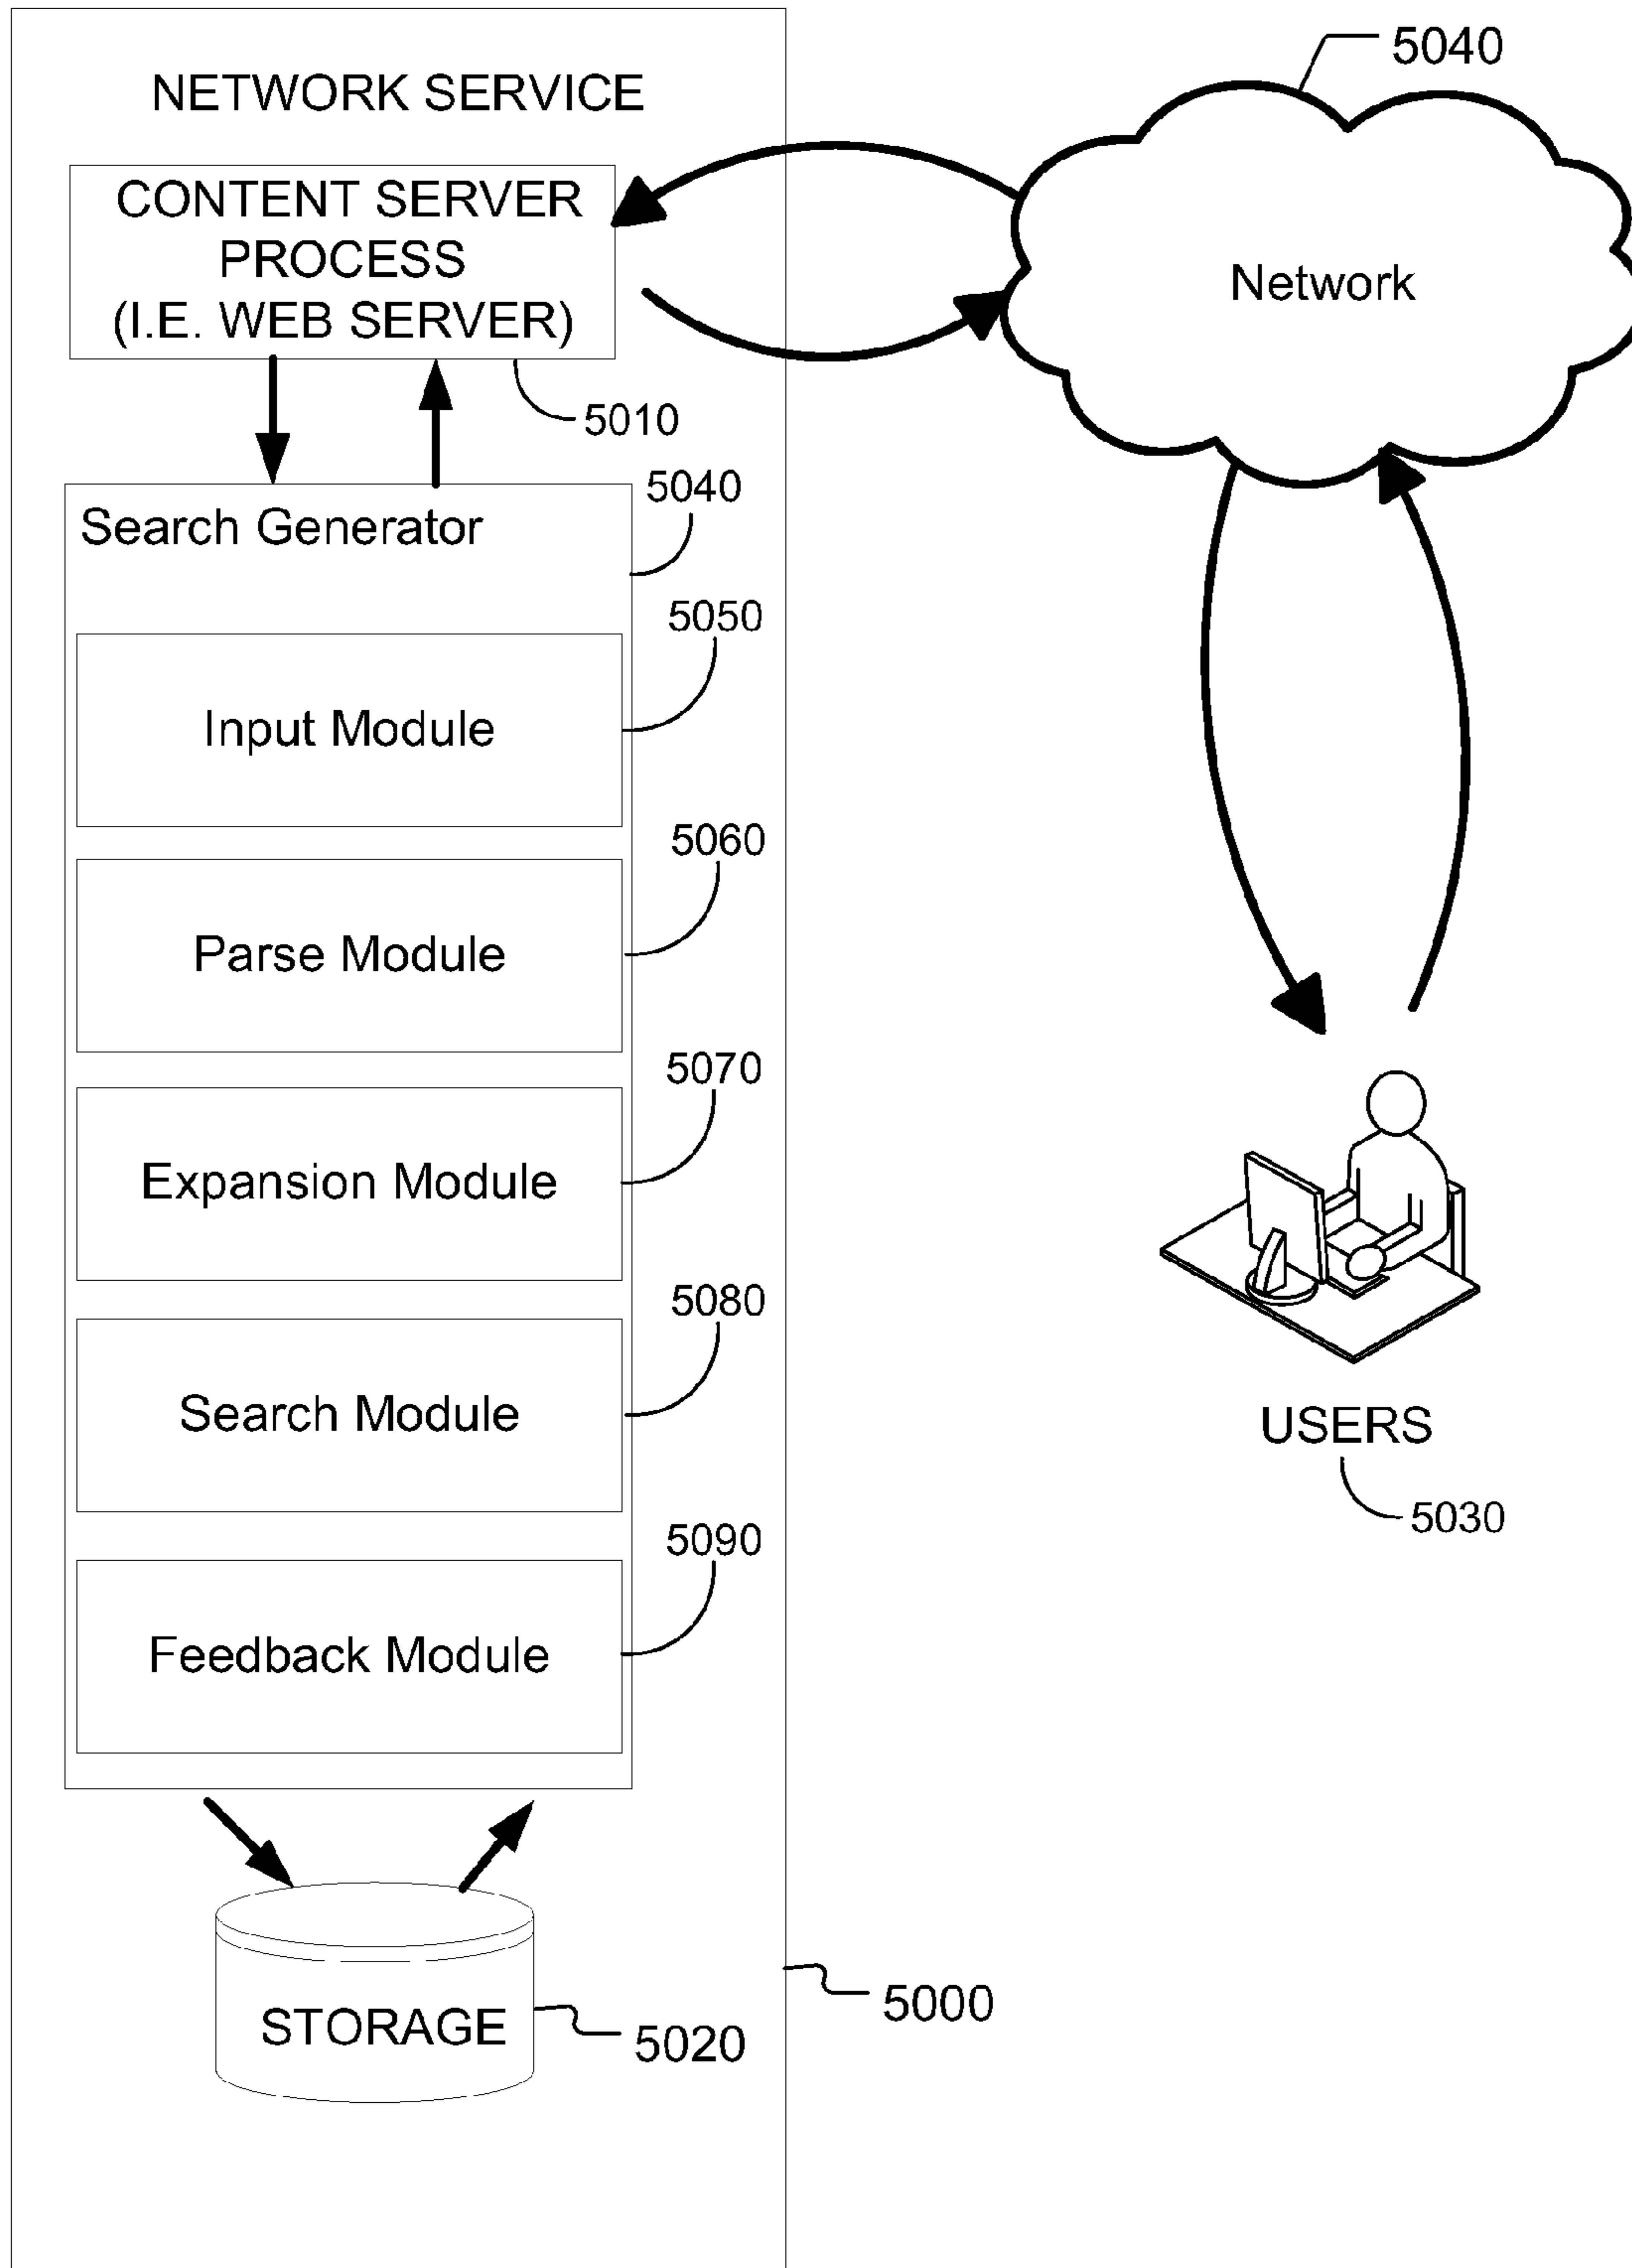 NETWORK SERVICE
CONTENT SERVER
PROCESS
(I.E. WEB SERVER)
5010
5040
Network
5040
Search Generator
5050
Input Module
5060
Parse Module
5070
Expansion Module
5080
Search Module
5090
Feedback Module
USERS
5030
5000
STORAGE
5020